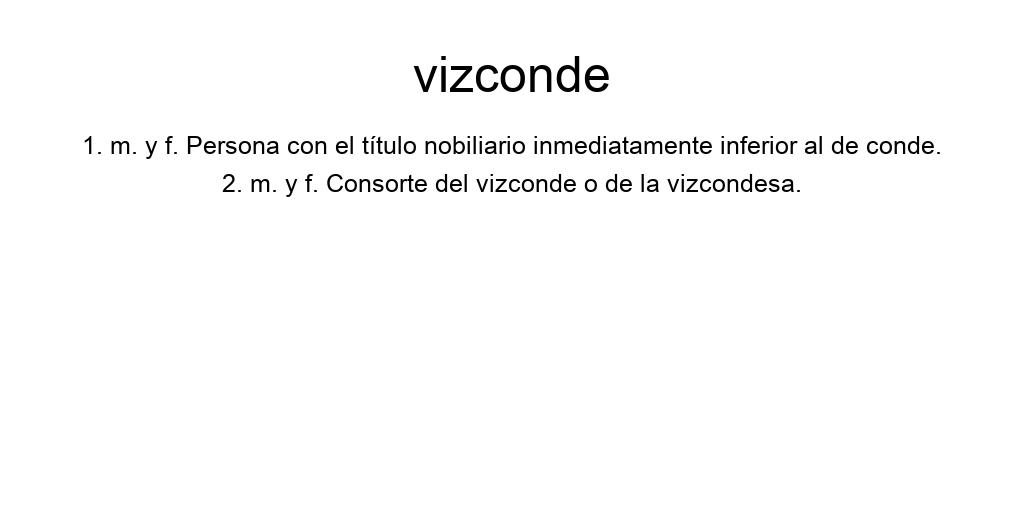 vizconde
1. m. y f. Persona con el título nobiliario inmediatamente inferior al de conde.
2. m. y f. Consorte del vizconde o de la vizcondesa.